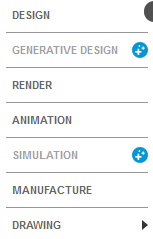 DESIGN
GENERATIVE DESIGN
RENDER
ANIMATION
SIMULATION
MANUFACTURE
DRAWING